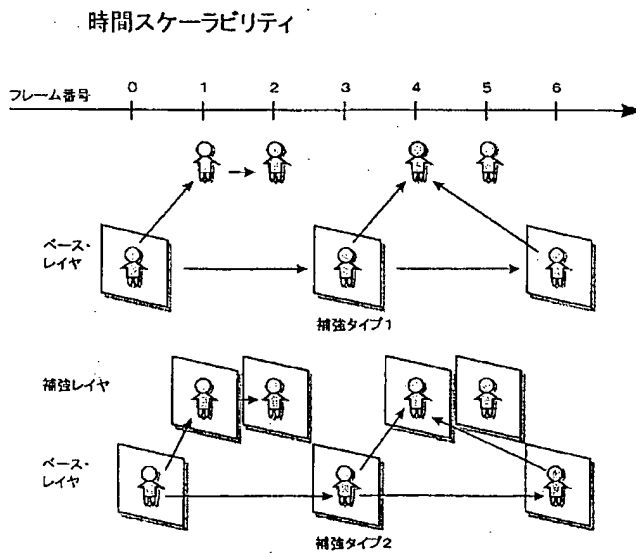 時間スケーラビリティ
フレーム番号 0 1 2 3 4 5 6
ベース・
レイヤ
補強タイプ1
補強レイヤ
ベース・
レイヤ
補強タイプ2